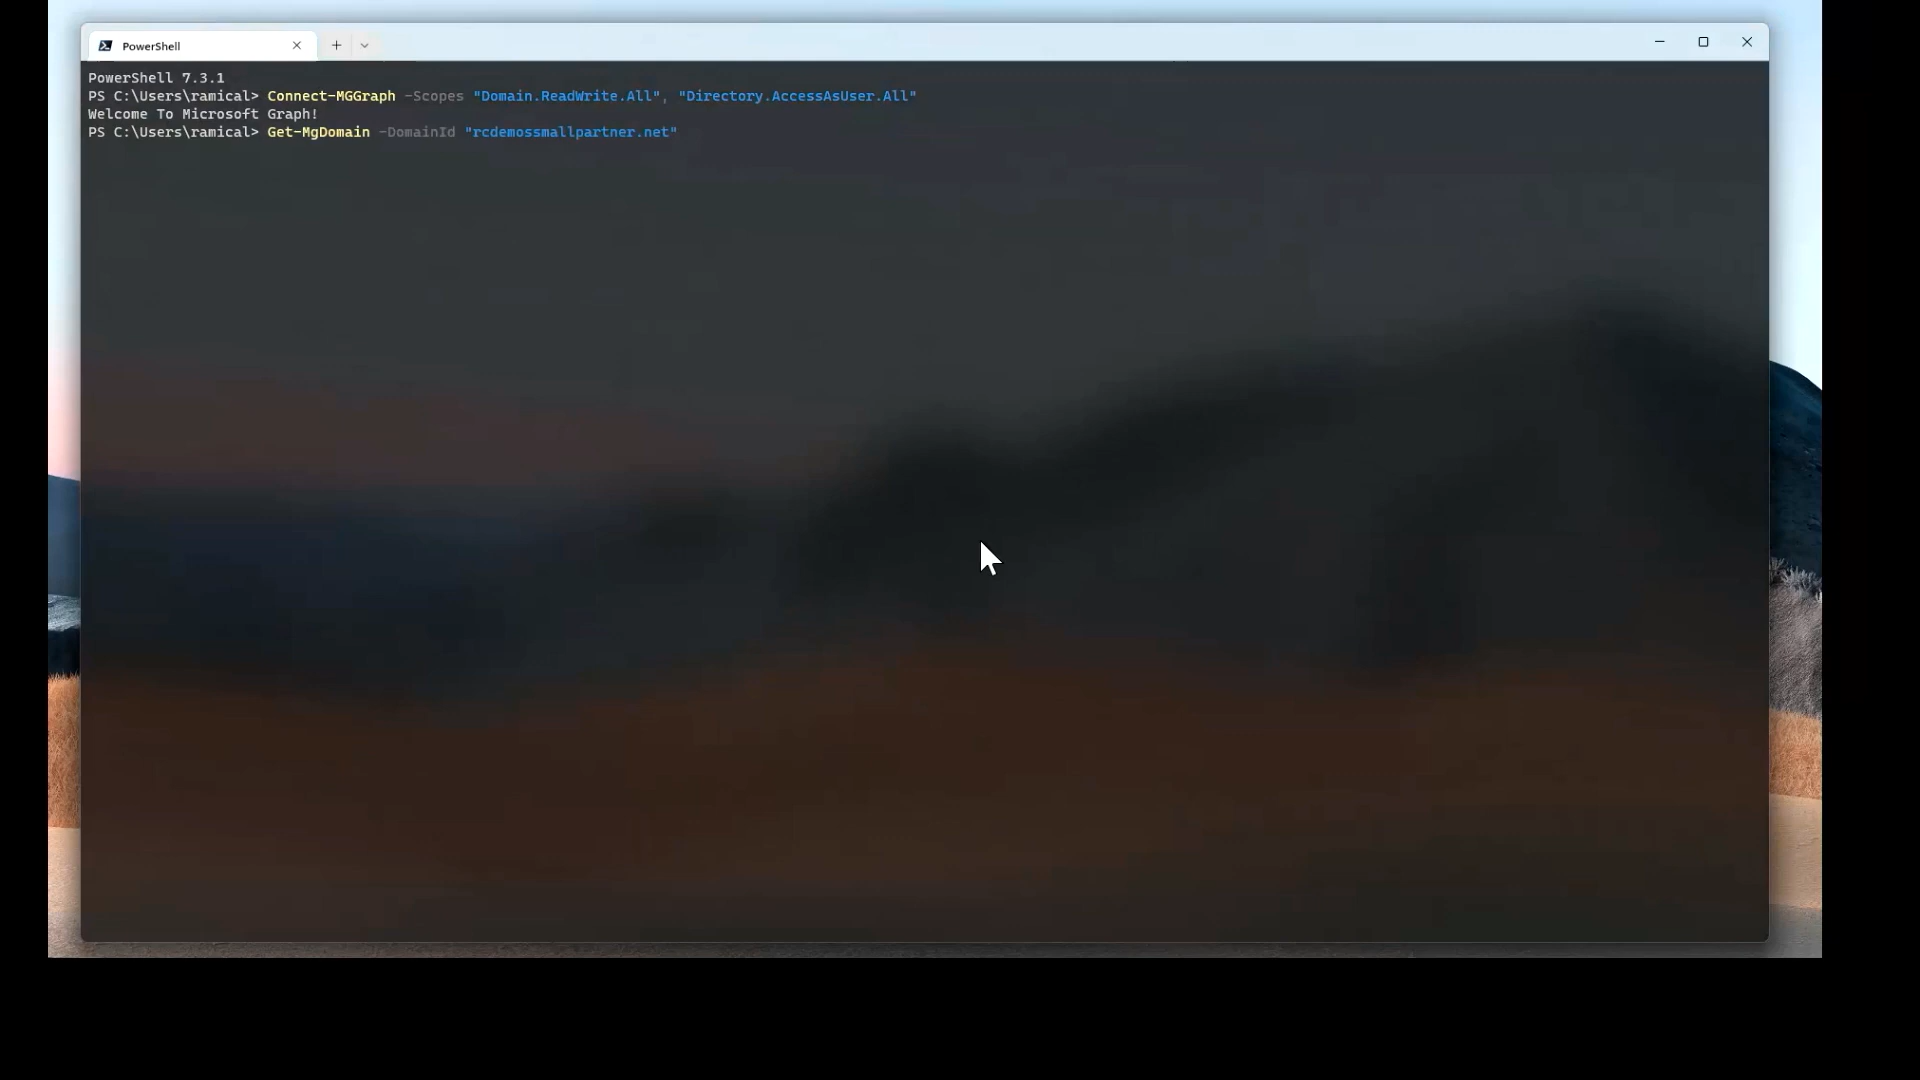 PowerShell
PowerShell 7.3.1
PS C:\Users\ramical> Connect-MGGraph -Scopes "Domain.ReadWrite.All", "Directory.AccessAsUser.All"
Welcome To Microsoft Graph!
PS C:\Users\ramical> Get-MgDomain -DomainId "rcdemossmallpartner.net"